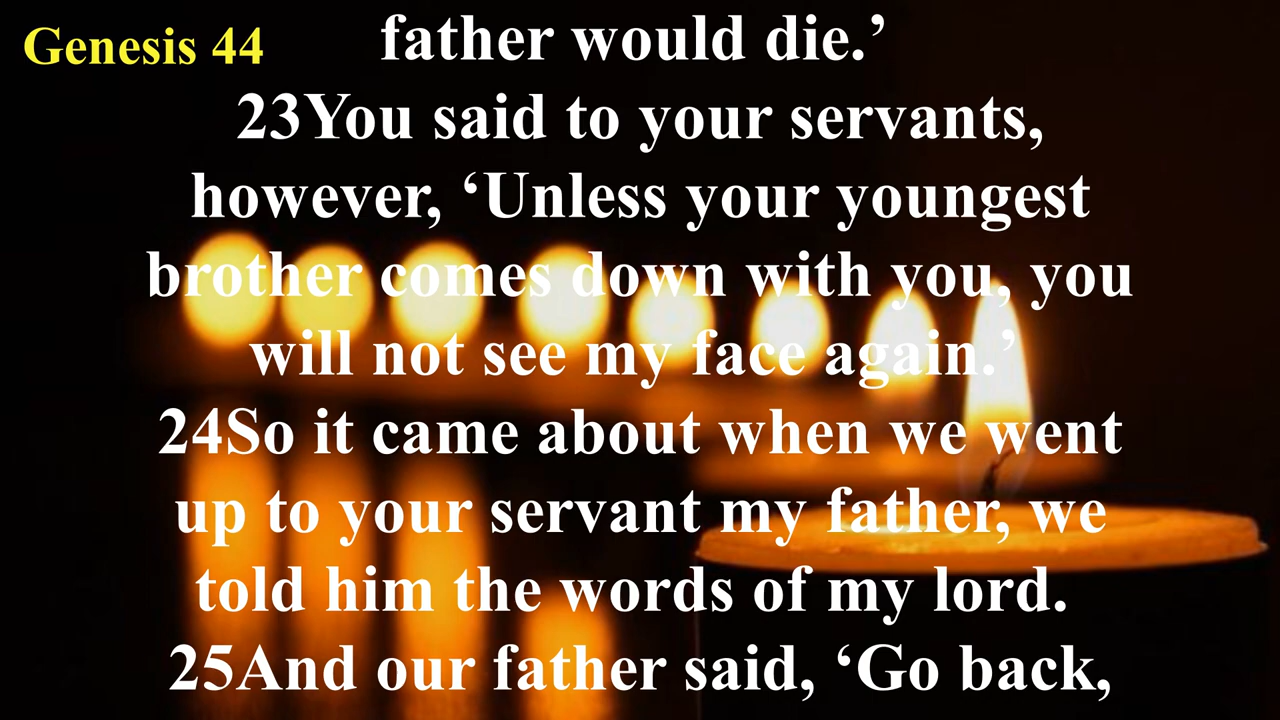 Genesis 44
father would die.’
23You said to your servants,
however, ‘Unless your youngest
brother comes down with you, you
will not see my face again.’
24So it came about when we went
up to your servant my father, we
told him the words of my lord.
25And our father said, ‘Go back,